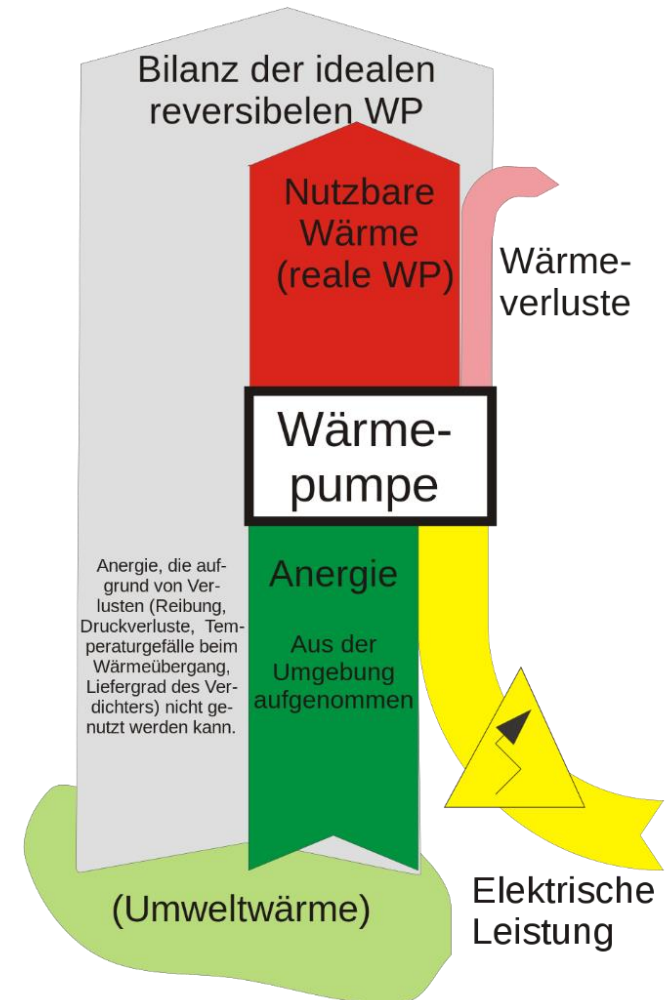 Bilanz der idealen
reversibelen WP
Nutzbare
Wärme
(reale WP)
Wärme-
verluste
Wärme-
pumpe
Anergie, die auf-
grund von Ver-
lusten (Reibung,
Druckverluste, Tem-
peraturgefälle beim
Wärmeübergang,
Liefergrad des Ver-
dichters) nicht ge-
nutzt werden kann.
Anergie
Aus der
Umgebung
aufgenommen
(Umweltwärme)
Elektrische
Leistung